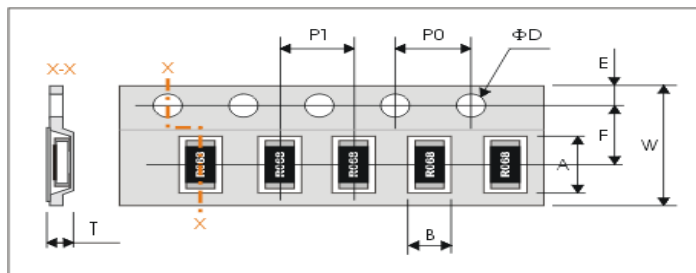 P1 P0 ΦD
X-X X E
F W
R068 R068 R068 R068 R068 A
X
T B